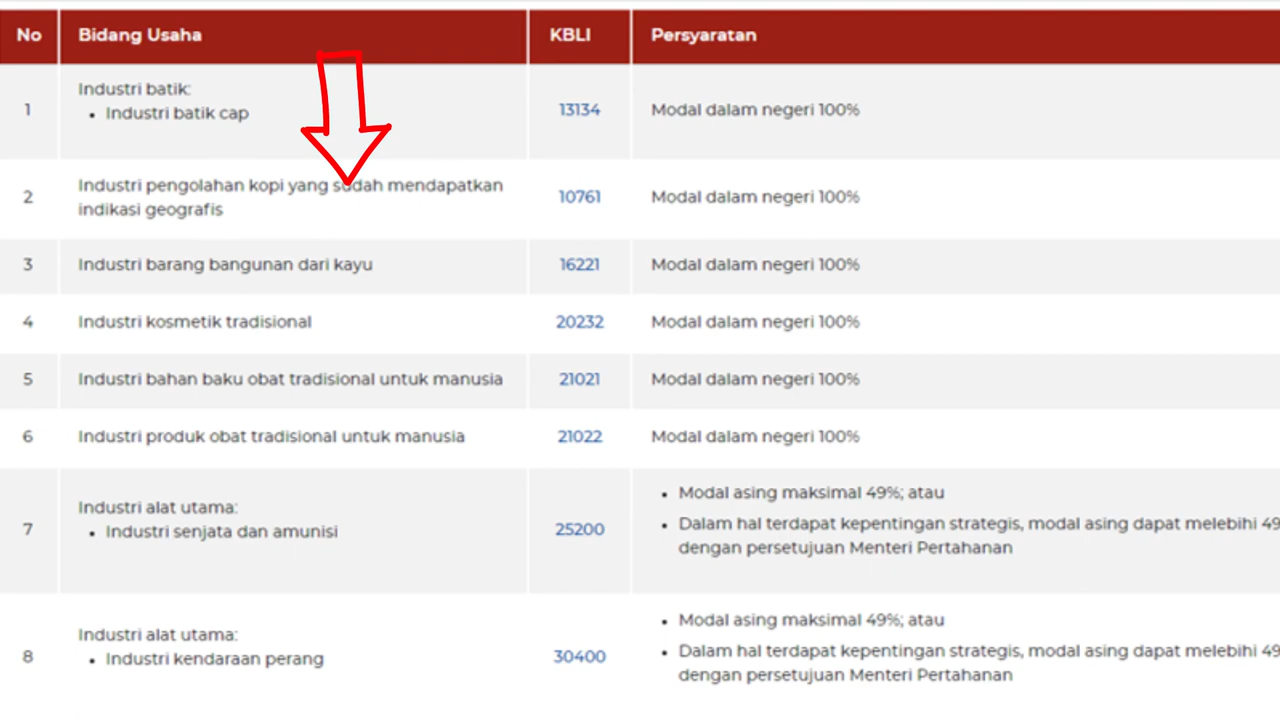 No Bidang Usaha KBLI Persyaratan
1 Industri batik: 13134 Modal dalam negeri 100%
• Industri batik cap
2 Industri pengolahan kopi yang sudah mendapatkan 10761 Modal dalam negeri 100%
indikasi geografis
3 Industri barang bangunan dari kayu 16221 Modal dalam negeri 100%
4 Industri kosmetik tradisional 20232 Modal dalam negeri 100%
5 Industri bahan baku obat tradisional untuk manusia 21021 Modal dalam negeri 100%
6 Industri produk obat tradisional untuk manusia 21022 Modal dalam negeri 100%
7 Industri alat utama: 25200
• Industri senjata dan amunisi
• Modal asing maksimal 49%; atau
• Dalam hal terdapat kepentingan strategis, modal asing dapat melebihi 49
dengan persetujuan Menteri Pertahanan
8 Industri alat utama: 30400
• Industri kendaraan perang
• Modal asing maksimal 49%; atau
• Dalam hal terdapat kepentingan strategis, modal asing dapat melebihi 49
dengan persetujuan Menteri Pertahanan